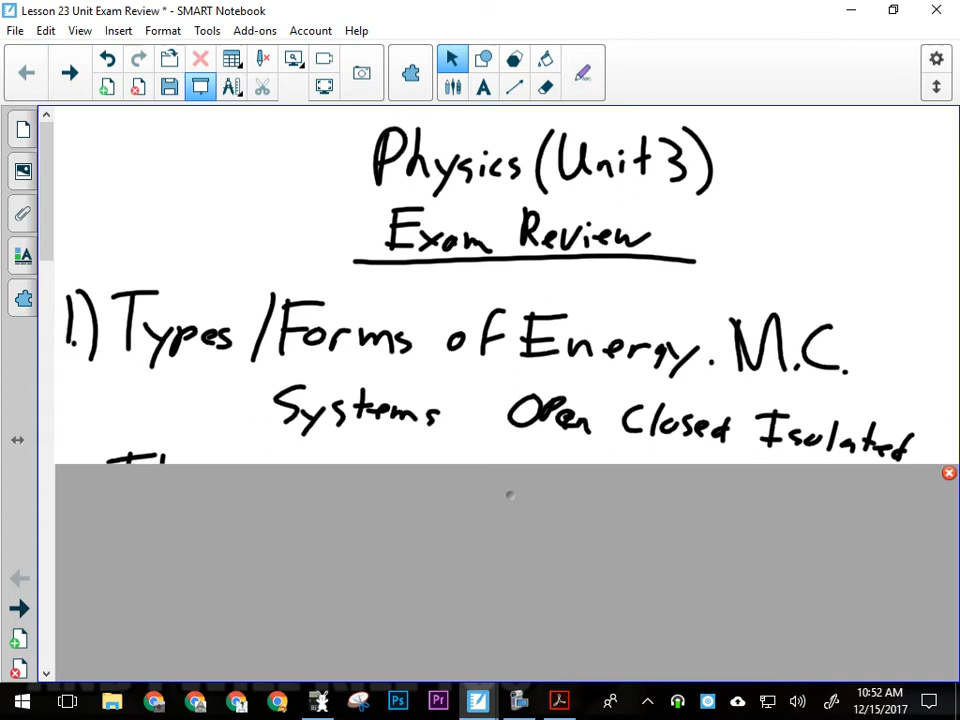 Lesson 23 Unit Exam Review * - SMART Notebook
File Edit View Insert Format Tools Add-ons Account Help
Physics (Unit 3)
Exam Review
1.) Types/Forms of Energy. M.C.
Systems Open Closed Isolated
10:52 AM
12/15/2017